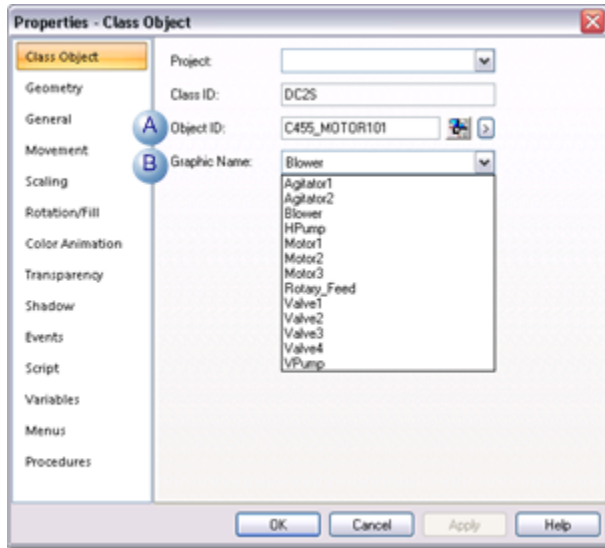 Properties - Class Object
Class Object
Geometry
General
Movement
Scaling
Rotation/Fill
Color Animation
Transparency
Shadow
Events
Script
Variables
Menus
Procedures
Project:
Class ID: DC2S
A Object ID: C455_MOTOR101 >
B Graphic Name: Blower
Agitator1
Agitator2
Blower
HPump
Motor1
Motor2
Motor3
Rotary_Feed
Valve1
Valve2
Valve3
Valve4
VPump
OK Cancel Apply Help